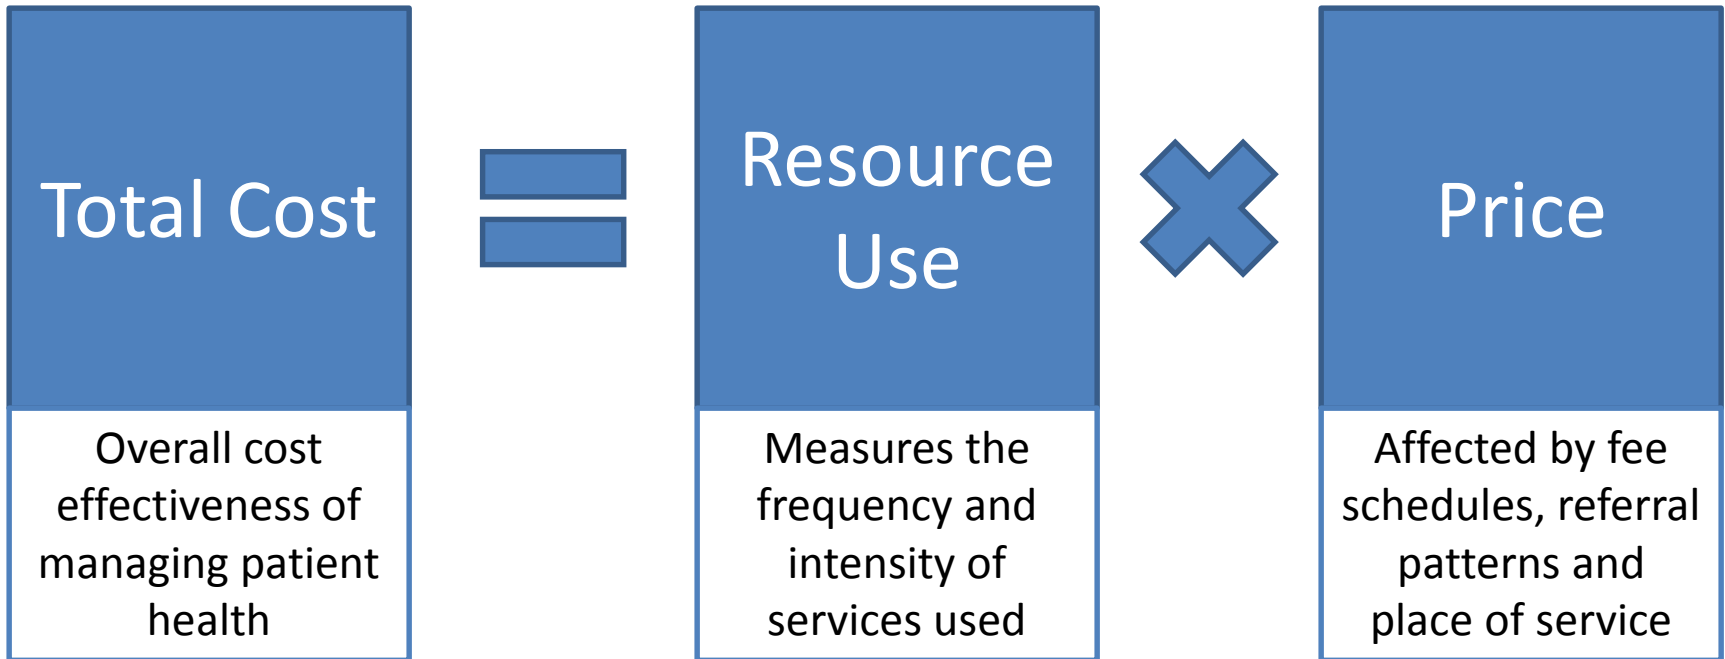 Total Cost
Overall cost
effectiveness of
managing patient
health
Resource
Use
Measures the
frequency and
intensity of
services used
Price
Affected by fee
schedules, referral
patterns and
place of service